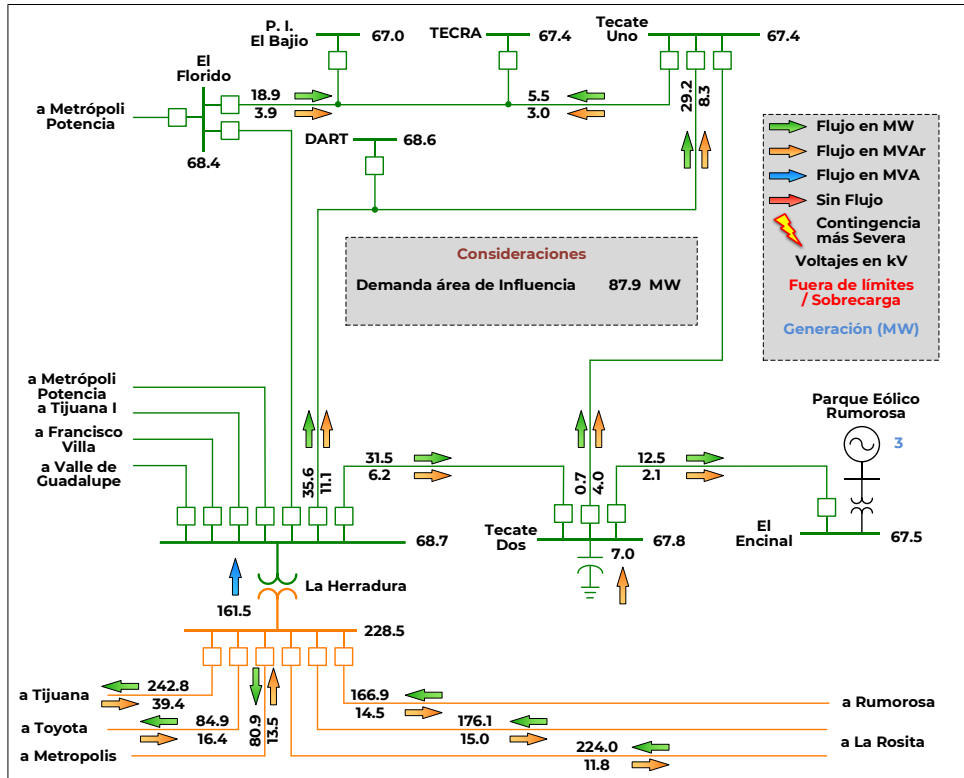 P. I.
El Bajio
67.0
TECRA
67.4
Tecate
Uno
67.4
El
Florido
18.9
3.9
5.5
3.0
29.2
8.3
a Metrópoli
Potencia
68.4
DART
68.6
Flujo en MW
Flujo en MVAr
Flujo en MVA
Sin Flujo
Contingencia
más Severa
Voltajes en kV
Fuera de límites
/ Sobrecarga
Generación (MW)
Consideraciones
Demanda área de Influencia 87.9 MW
a Metrópoli
Potencia
a Tijuana I
a Francisco
Villa
a Valle de
Guadalupe
35.6
11.1
31.5
6.2
0.7
4.0
12.5
2.1
Parque Eólico
Rumorosa
3
68.7
Tecate
Dos
67.8
7.0
El
Encinal
67.5
La Herradura
161.5
228.5
a Tijuana
242.8
39.4
a Toyota
84.9
16.4
a Metropolis
80.9
13.5
166.9
14.5
a Rumorosa
176.1
15.0
a La Rosita
224.0
11.8